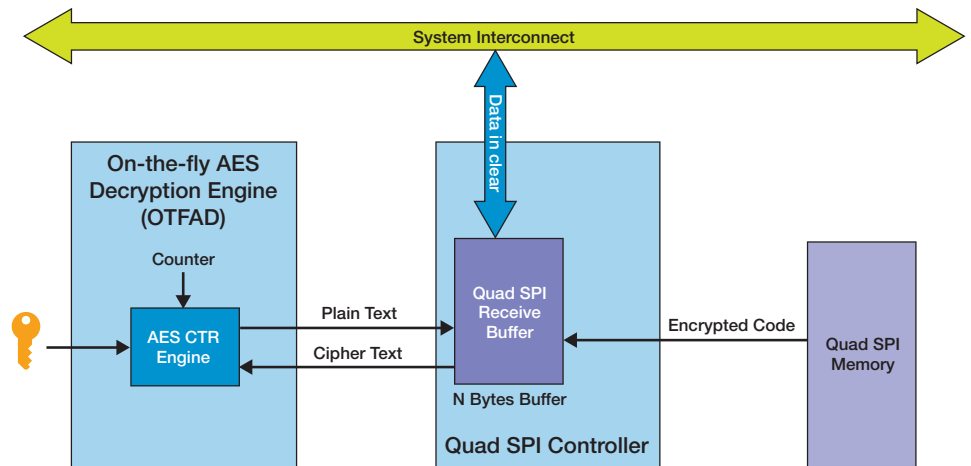 System Interconnect
Data in clear
On-the-fly AES
Decryption Engine
(OTFAD)
Counter
AES CTR
Engine
Plain Text
Cipher Text
Quad SPI
Receive
Buffer
N Bytes Buffer
Quad SPI Controller
Encrypted Code
Quad SPI
Memory